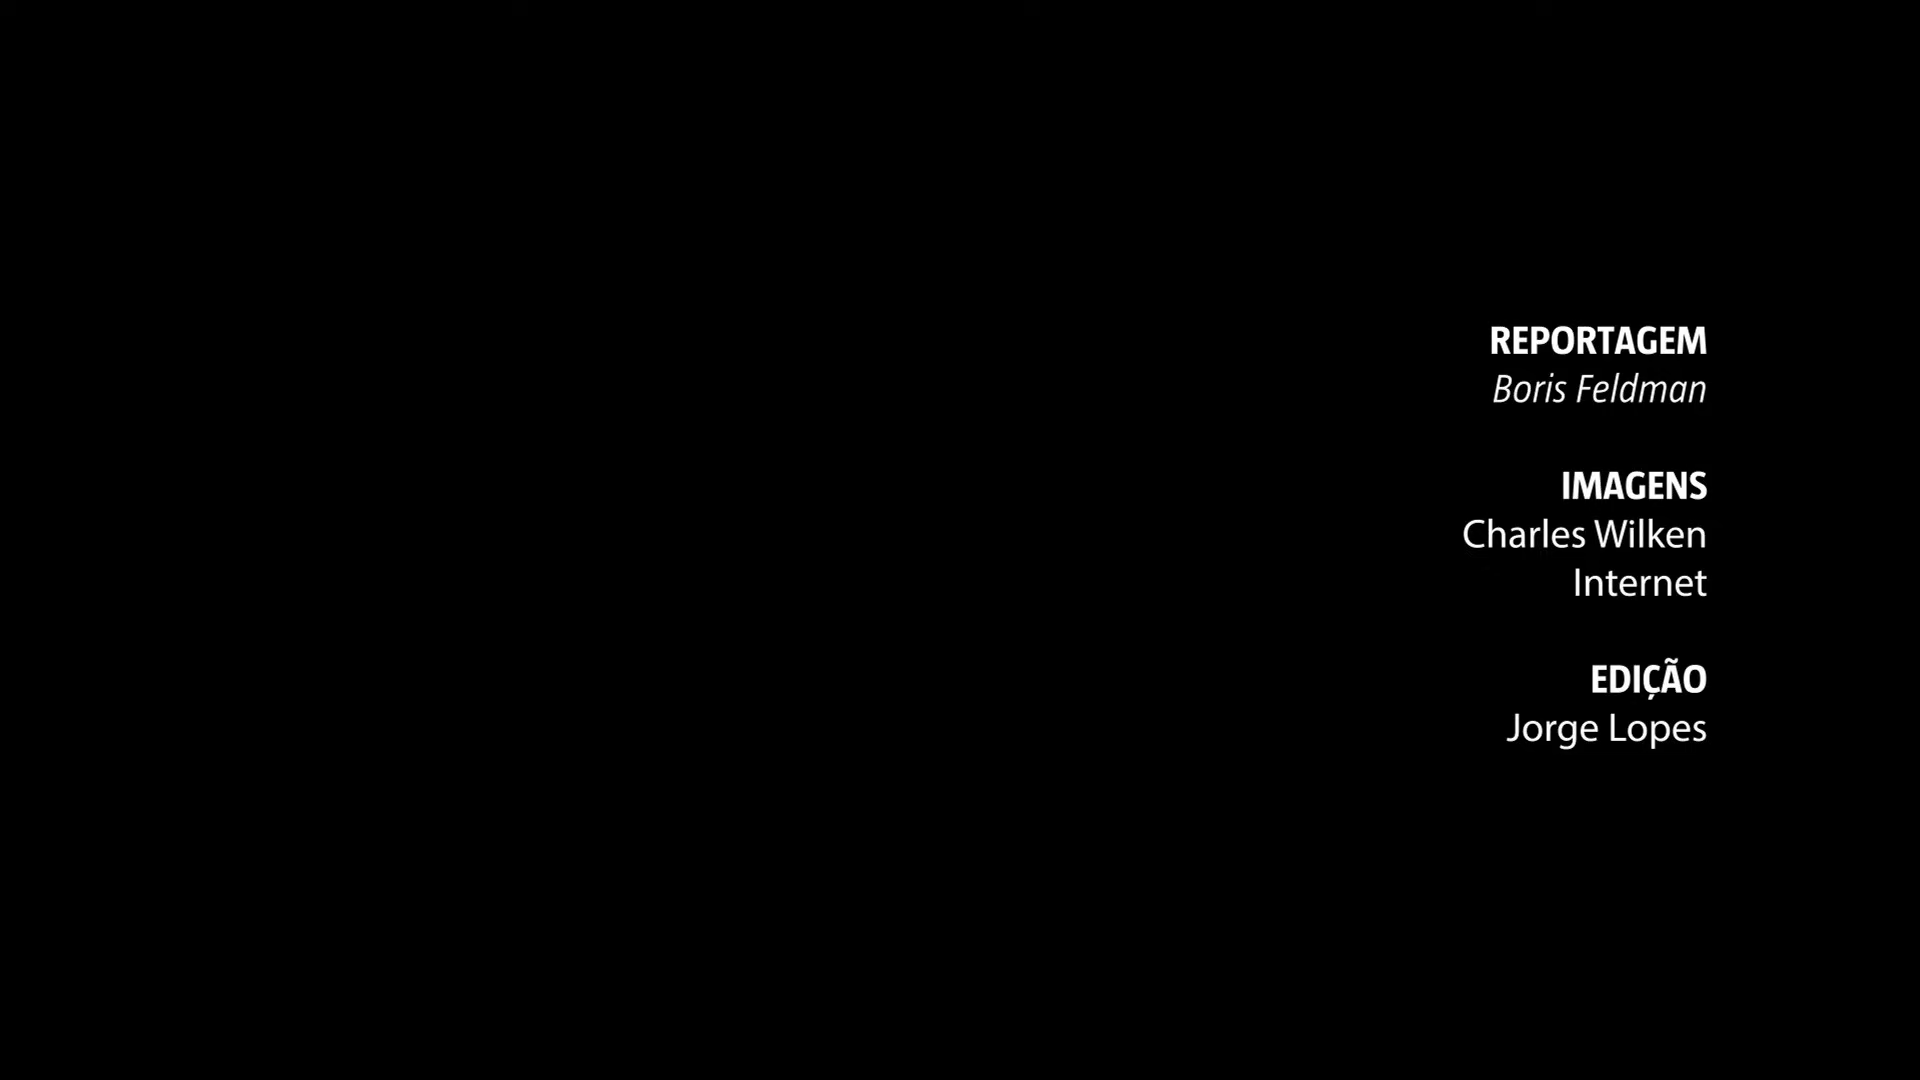 REPORTAGEM
Boris Feldman
IMAGENS
Charles Wilken
Internet
EDIÇÃO
Jorge Lopes